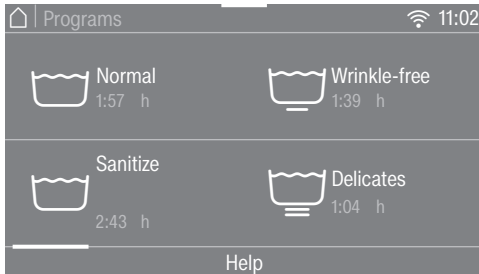 Programs 11:02
Normal
1:57 h
Wrinkle-free
1:39 h
Sanitize
2:43 h
Delicates
1:04 h
Help